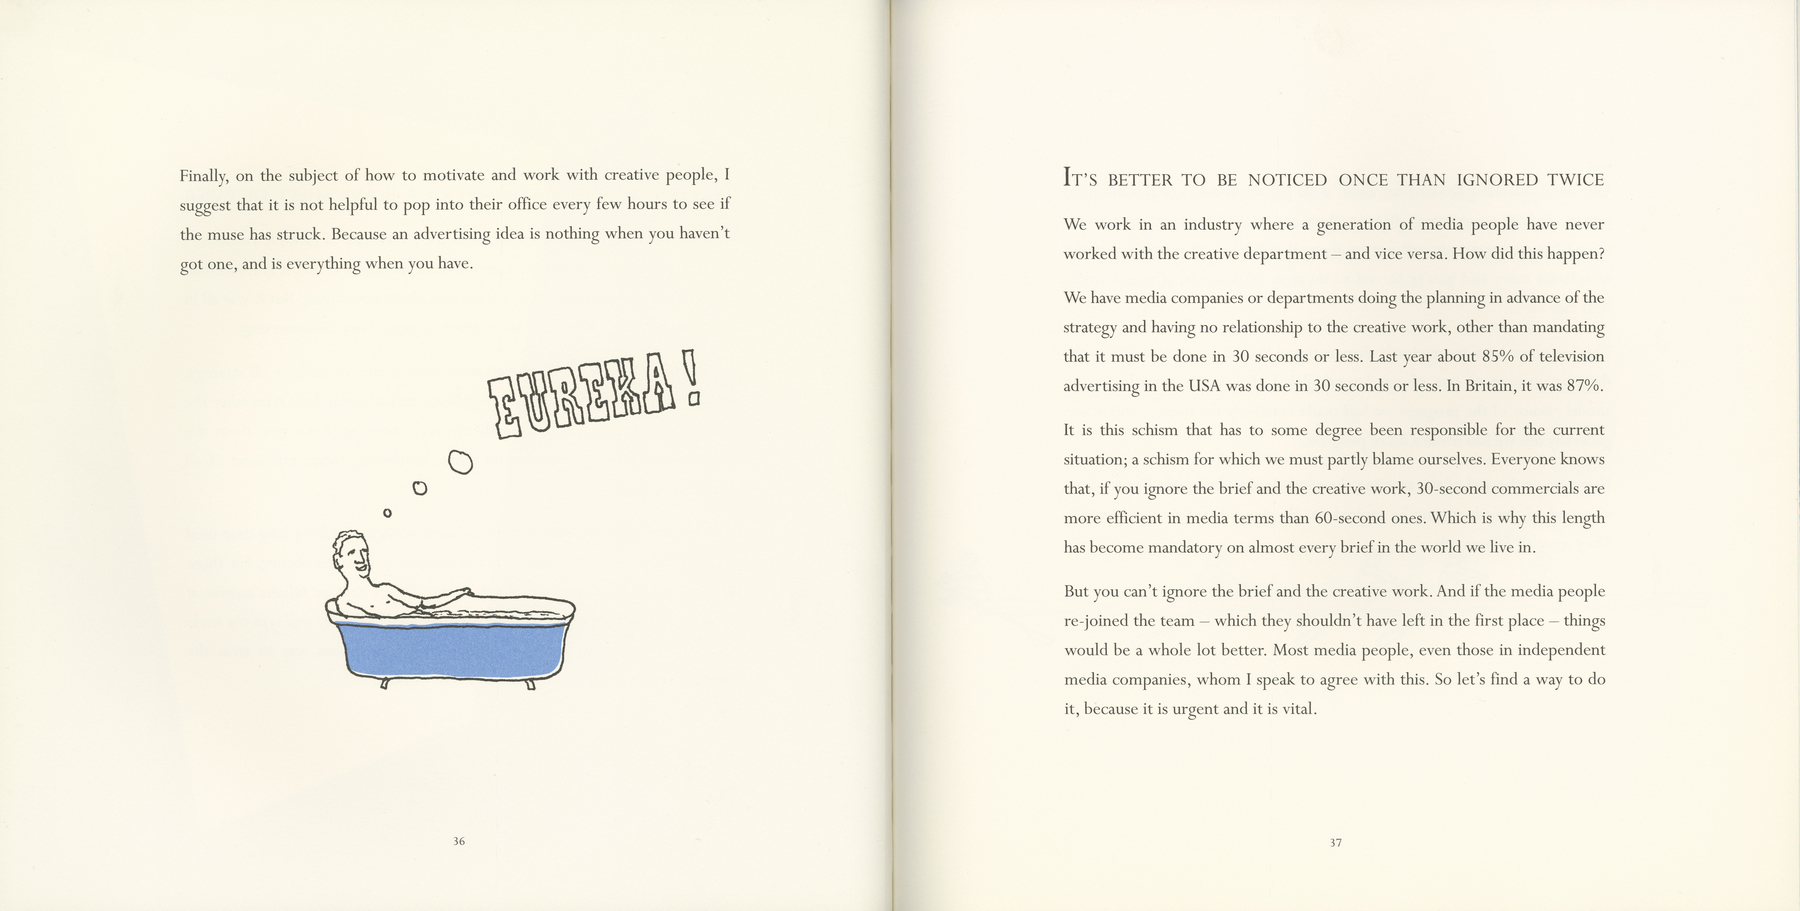 Finally, on the subject of how to motivate and work with creative people, I
suggest that it is not helpful to pop into their office every few hours to see if
the muse has struck. Because an advertising idea is nothing when you haven’t
got one, and is everything when you have.
EUREKA!
36
IT’S BETTER TO BE NOTICED ONCE THAN IGNORED TWICE
We work in an industry where a generation of media people have never
worked with the creative department – and vice versa. How did this happen?
We have media companies or departments doing the planning in advance of the
strategy and having no relationship to the creative work, other than mandating
that it must be done in 30 seconds or less. Last year about 85% of television
advertising in the USA was done in 30 seconds or less. In Britain, it was 87%.
It is this schism that has to some degree been responsible for the current
situation; a schism for which we must partly blame ourselves. Everyone knows
that, if you ignore the brief and the creative work, 30-second commercials are
more efficient in media terms than 60-second ones. Which is why this length
has become mandatory on almost every brief in the world we live in.
But you can’t ignore the brief and the creative work. And if the media people
re-joined the team – which they shouldn’t have left in the first place – things
would be a whole lot better. Most media people, even those in independent
media companies, whom I speak to agree with this. So let’s find a way to do
it, because it is urgent and it is vital.
37